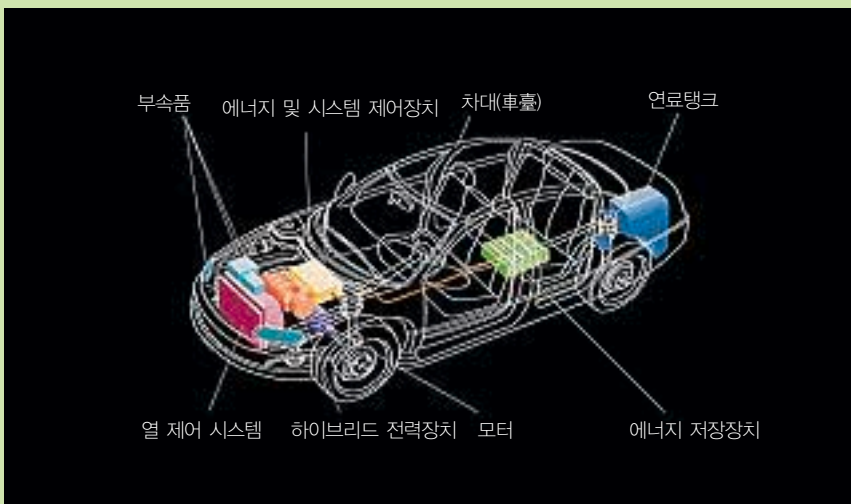 부속품
에너지 및 시스템 제어장치
차대(車臺)
연료탱크
열 제어 시스템
하이브리드 전력장치
모터
에너지 저장장치